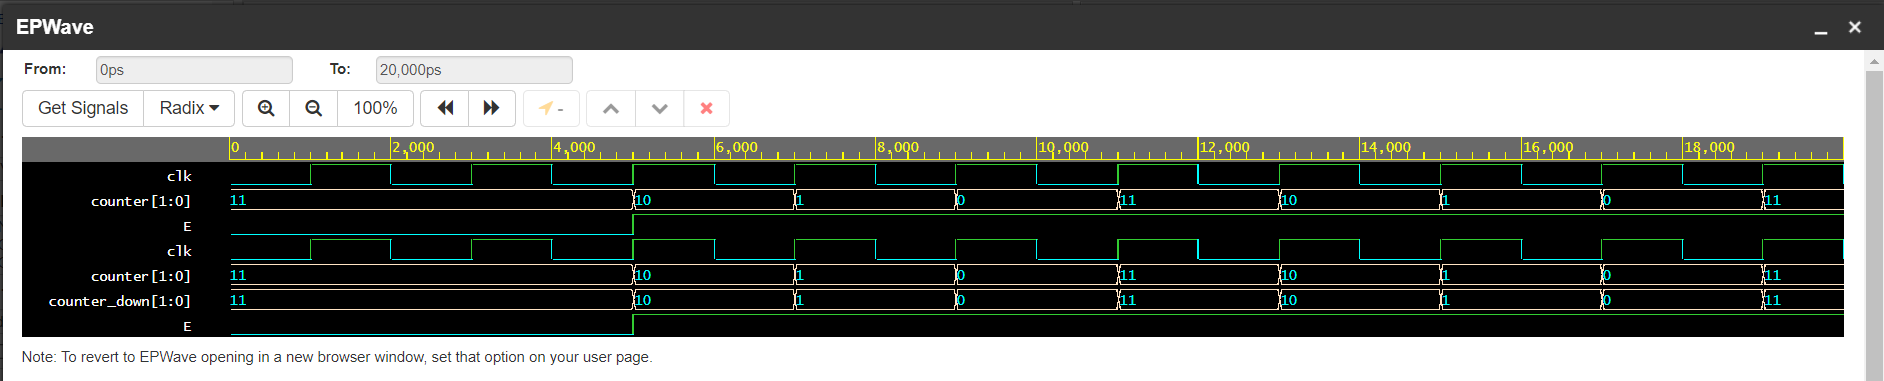 EPWave
From: 0ps To: 20,000ps
Get Signals Radix 100% -
0 2,000 4,000 6,000 8,000 10,000 12,000 14,000 16,000 18,000
clk
counter[1:0] 11 10 1 0 11 10 1 0 11
E
clk
counter[1:0] 11 10 1 0 11 10 1 0 11
counter_down[1:0] 11 10 1 0 11 10 1 0 11
E
Note: To revert to EPWave opening in a new browser window, set that option on your user page.